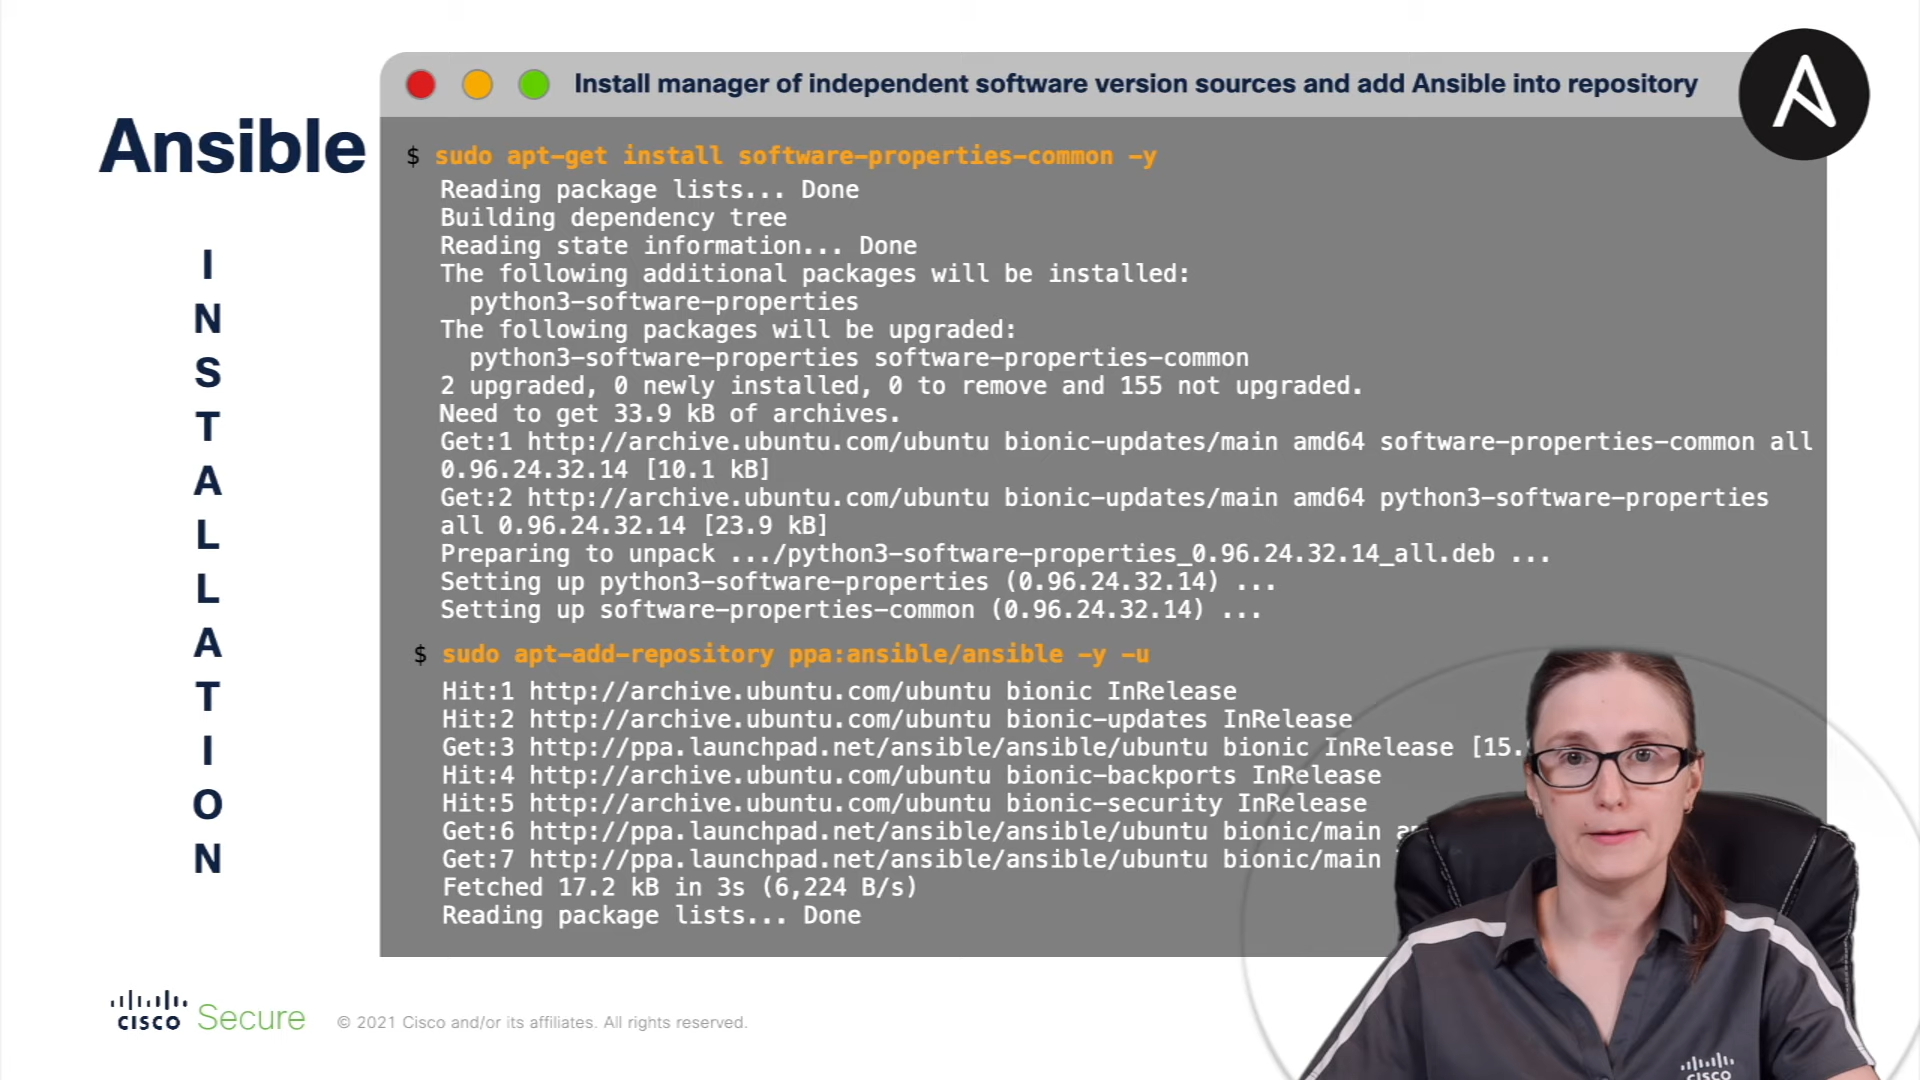 Install manager of independent software version sources and add Ansible into repository
Ansible
INSTALLATION
$ sudo apt-get install software-properties-common -y
Reading package lists... Done
Building dependency tree
Reading state information... Done
The following additional packages will be installed:
python3-software-properties
The following packages will be upgraded:
python3-software-properties software-properties-common
2 upgraded, 0 newly installed, 0 to remove and 155 not upgraded.
Need to get 33.9 kB of archives.
Get:1 http://archive.ubuntu.com/ubuntu bionic-updates/main amd64 software-properties-common all
0.96.24.32.14 [10.1 kB]
Get:2 http://archive.ubuntu.com/ubuntu bionic-updates/main amd64 python3-software-properties
all 0.96.24.32.14 [23.9 kB]
Preparing to unpack .../python3-software-properties_0.96.24.32.14_all.deb ...
Setting up python3-software-properties (0.96.24.32.14) ...
Setting up software-properties-common (0.96.24.32.14) ...
$ sudo apt-add-repository ppa:ansible/ansible -y -u
Hit:1 http://archive.ubuntu.com/ubuntu bionic InRelease
Hit:2 http://archive.ubuntu.com/ubuntu bionic-updates InRelease
Get:3 http://ppa.launchpad.net/ansible/ansible/ubuntu bionic InRelease [15.
Hit:4 http://archive.ubuntu.com/ubuntu bionic-backports InRelease
Hit:5 http://archive.ubuntu.com/ubuntu bionic-security InRelease
Get:6 http://ppa.launchpad.net/ansible/ansible/ubuntu bionic/main
Get:7 http://ppa.launchpad.net/ansible/ansible/ubuntu bionic/main
Fetched 17.2 kB in 3s (6,224 B/s)
Reading package lists... Done
CISCO Secure
© 2021 Cisco and/or its affiliates. All rights reserved.
CISCO